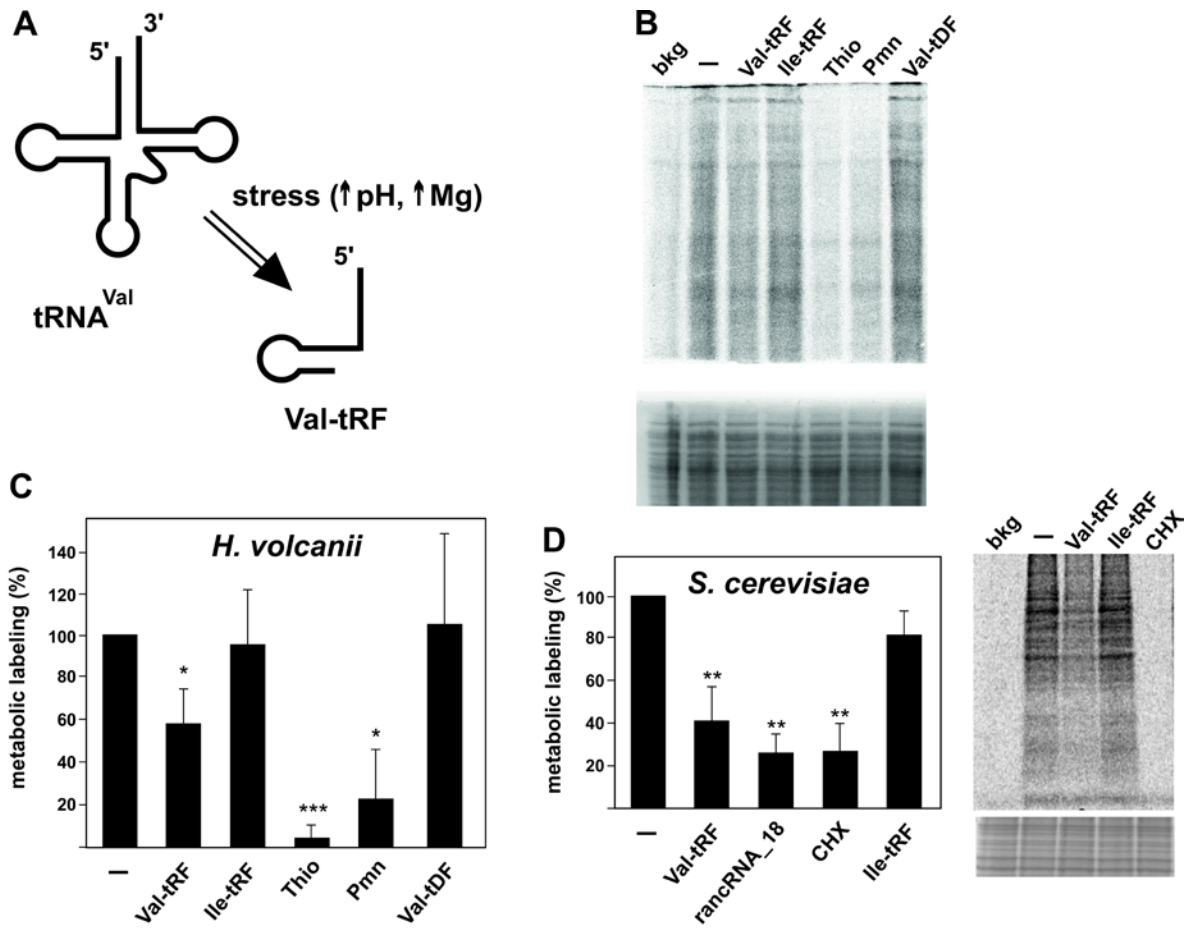 A
5'
3'
stress (↑pH, ↑Mg)
tRNA^Val
5'
Val-tRF
B
bkg
—
Val-tRF
Ile-tRF
Thio
Pmn
Val-tDF
C
H. volcanii
metabolic labeling (%)
140
120
100
80
60
40
20
*
***
*
—
Val-tRF
Ile-tRF
Thio
Pmn
Val-tDF
D
S. cerevisiae
metabolic labeling (%)
100
80
60
40
20
**
**
**
—
Val-tRF
rancRNA_18
CHX
Ile-tRF
bkg
—
Val-tRF
Ile-tRF
CHX